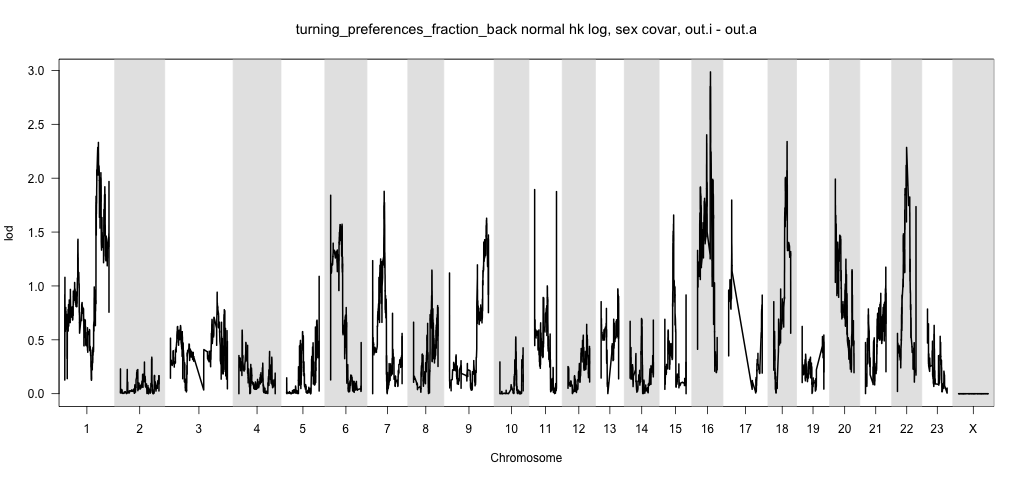 turning_preferences_fraction_back normal hk log, sex covar, out.i - out.a
3.0
2.5
2.0
1.5
1.0
0.5
0.0
lod
1 2 3 4 5 6 7 8 9 10 11 12 13 14 15 16 17 18 19 20 21 22 23 X
Chromosome